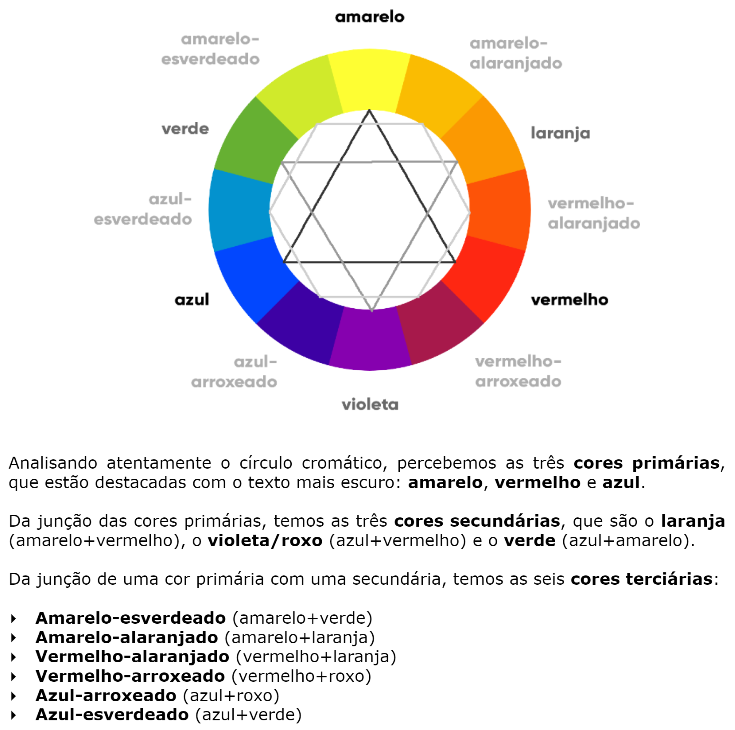 amarelo
amarelo-
esverdeado
amarelo-
alaranjado
verde
laranja
azul-
esverdeado
vermelho-
alaranjado
azul
vermelho
azul-
arroxeado
vermelho-
arroxeado
violeta
Analisando atentamente o círculo cromático, percebemos as três cores primárias,
que estão destacadas com o texto mais escuro: amarelo, vermelho e azul.
Da junção das cores primárias, temos as três cores secundárias, que são o laranja
(amarelo+vermelho), o violeta/roxo (azul+vermelho) e o verde (azul+amarelo).
Da junção de uma cor primária com uma secundária, temos as seis cores terciárias:
Amarelo-esverdeado (amarelo+verde)
Amarelo-alaranjado (amarelo+laranja)
Vermelho-alaranjado (vermelho+laranja)
Vermelho-arroxeado (vermelho+roxo)
Azul-arroxeado (azul+roxo)
Azul-esverdeado (azul+verde)